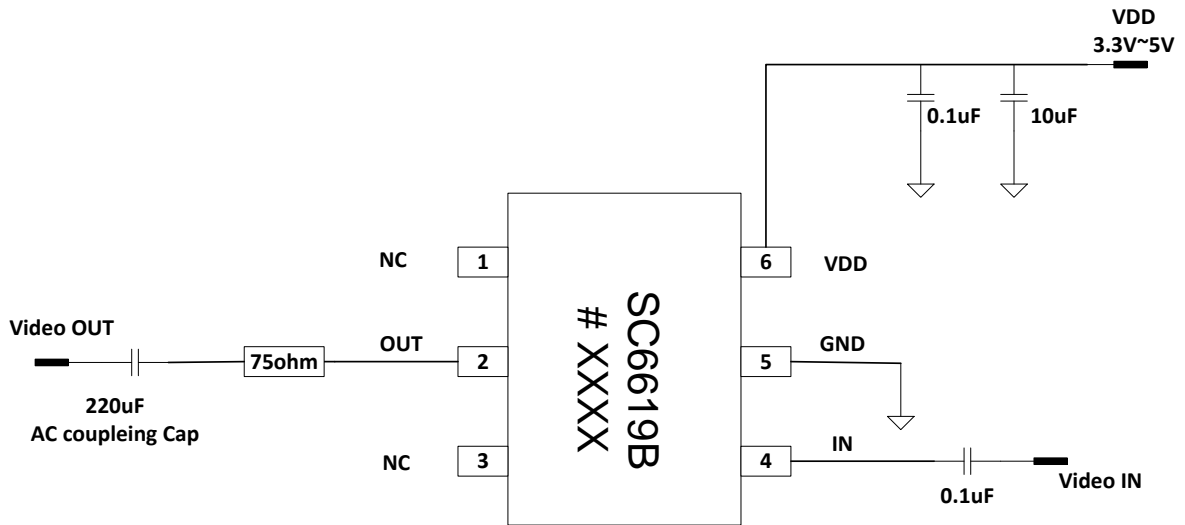 VDD
3.3V~5V
0.1uF
10uF
NC
1
6
VDD
SC6619B
# XXXX
Video OUT
75ohm
OUT
2
5
GND
220uF
AC coupleing Cap
NC
3
4
IN
0.1uF
Video IN